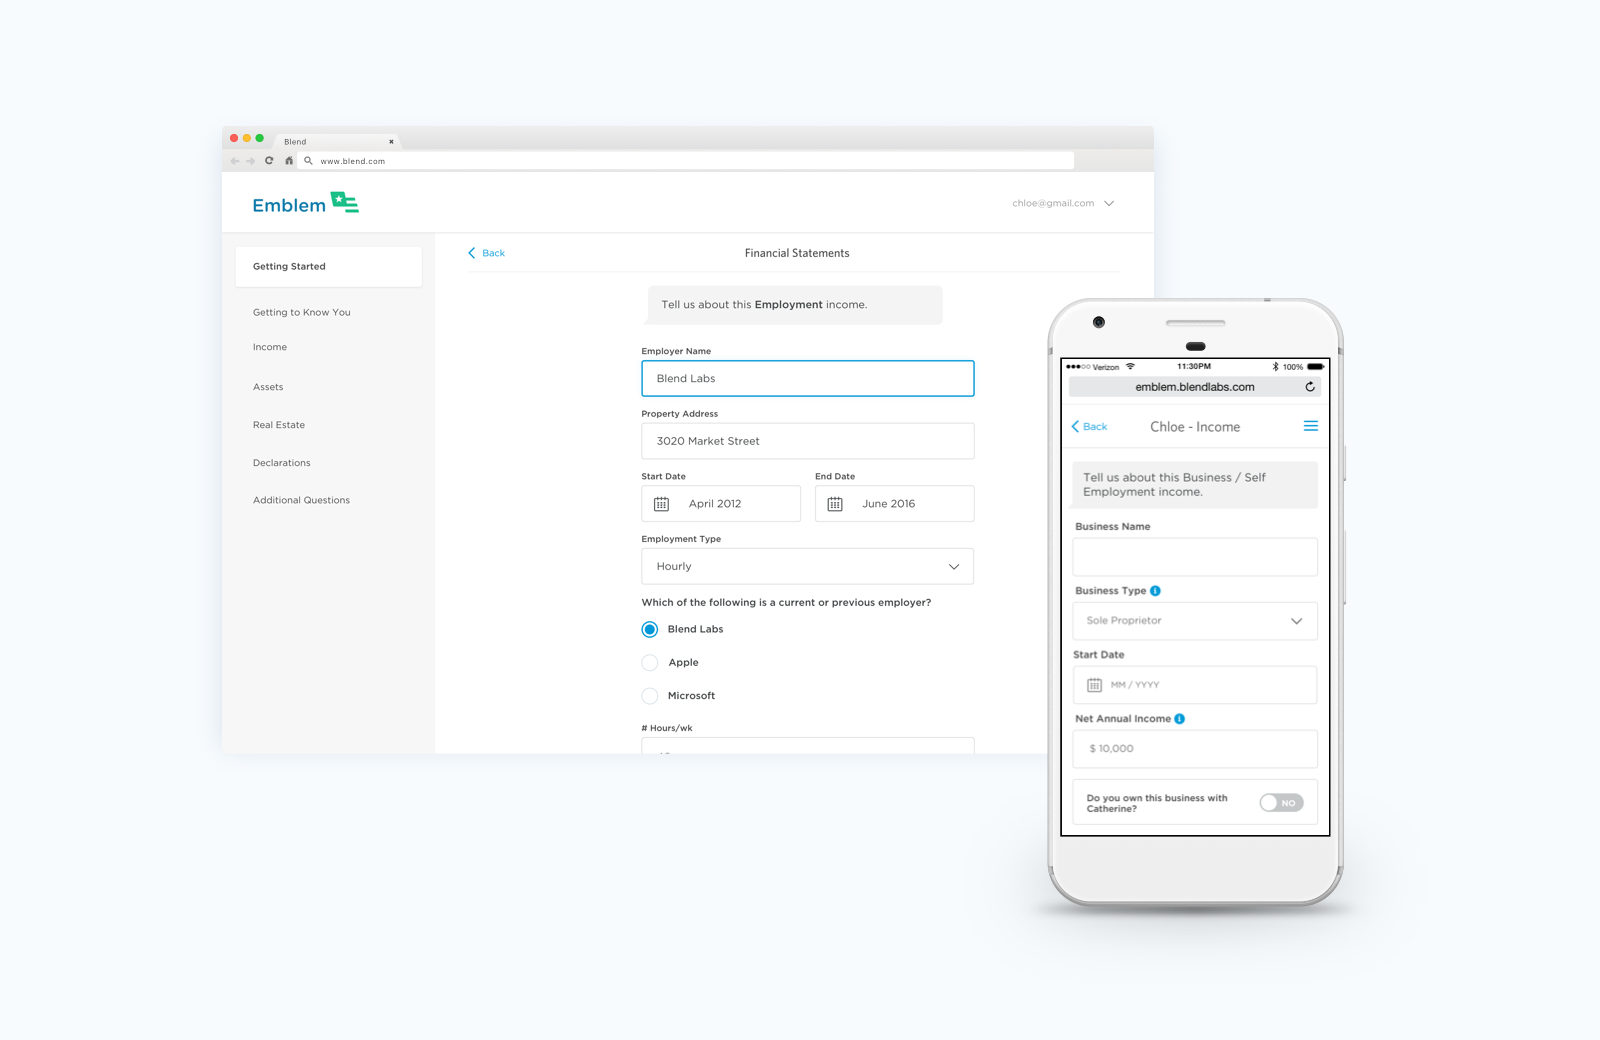 Blend
www.blend.com
Emblem
chloe@gmail.com
Getting Started
Getting to Know You
Income
Assets
Real Estate
Declarations
Additional Questions
Back
Financial Statements
Tell us about this Employment income.
Employer Name
Blend Labs
Property Address
3020 Market Street
Start Date
End Date
April 2012
June 2016
Employment Type
Hourly
Which of the following is a current or previous employer?
Blend Labs
Apple
Microsoft
# Hours/wk
Verizon
11:30PM
100%
emblem.blendlabs.com
Back
Chloe - Income
Tell us about this Business / Self
Employment income.
Business Name
Business Type
Sole Proprietor
Start Date
MM / YYYY
Net Annual Income
$ 10,000
Do you own this business with
Catherine?
NO